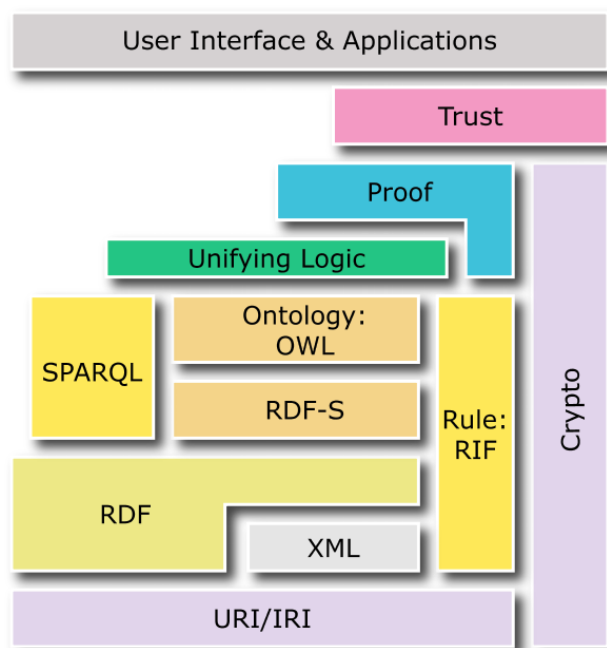 User Interface & Applications
Trust
Proof
Unifying Logic
Ontology:
OWL
SPARQL
RDF-S
Rule:
RIF
Crypto
RDF
XML
URI/IRI